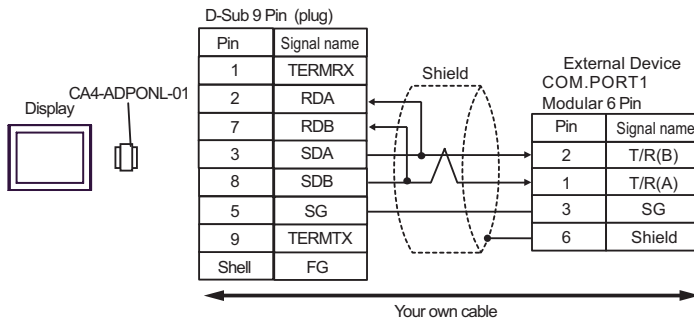 D-Sub 9 Pin (plug)
Pin Signal name
1 TERMRX
2 RDA
7 RDB
3 SDA
8 SDB
5 SG
9 TERMTX
Shell FG
Display
CA4-ADPONL-01
Shield
External Device
COM.PORT1
Modular 6 Pin
Pin Signal name
2 T/R(B)
1 T/R(A)
3 SG
6 Shield
Your own cable